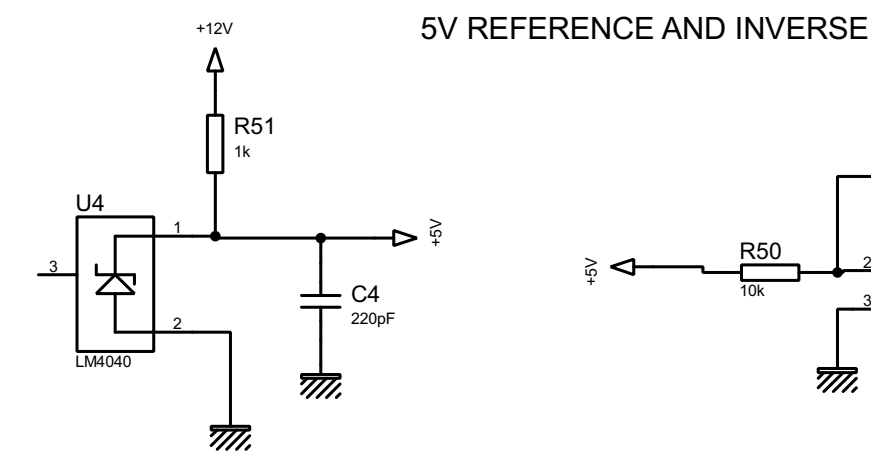 5V REFERENCE AND INVERSE
+12V
R51
1k
U4
1
3
2
LM4040
+5V
C4
220pF
+5V
R50
10k
2
3